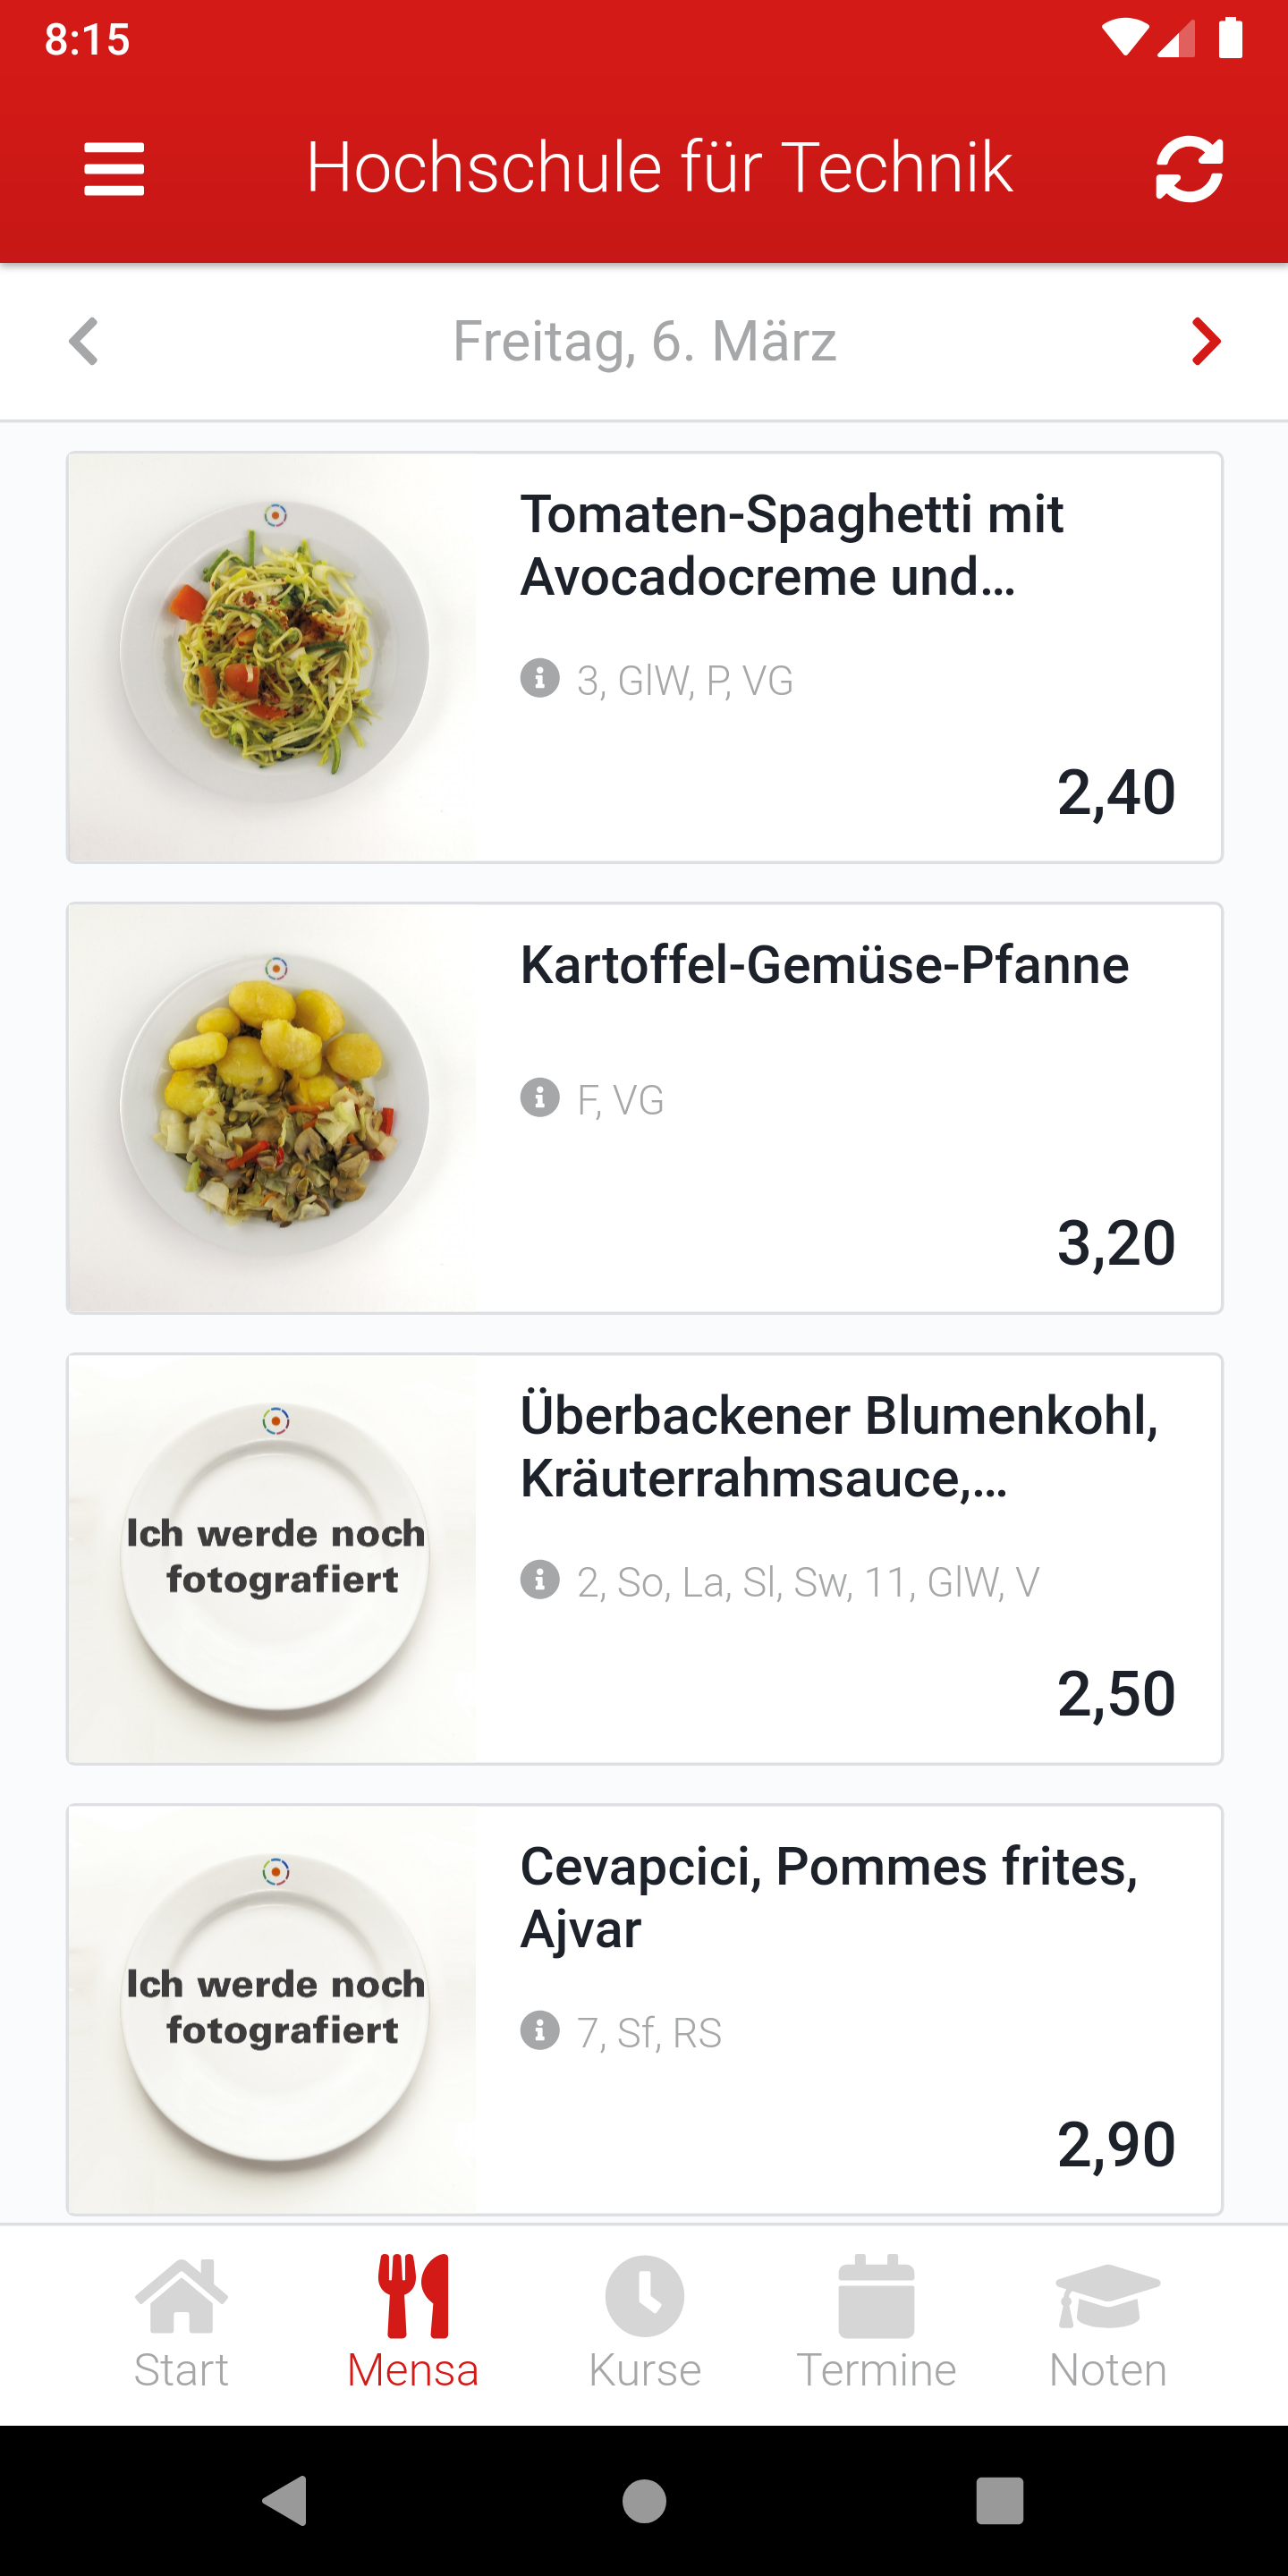 8:15
Hochschule für Technik
Freitag, 6. März
Tomaten-Spaghetti mit
Avocadocreme und...
3, GlW, P, VG
2,40
Kartoffel-Gemüse-Pfanne
F, VG
3,20
Ich werde noch
fotografiert
Überbackener Blumenkohl,
Kräuterrahmsauce,...
2, So, La, Sl, Sw, 11, GlW, V
2,50
Ich werde noch
fotografiert
Cevapcici, Pommes frites,
Ajvar
7, Sf, RS
2,90
Start
Mensa
Kurse
Termine
Noten